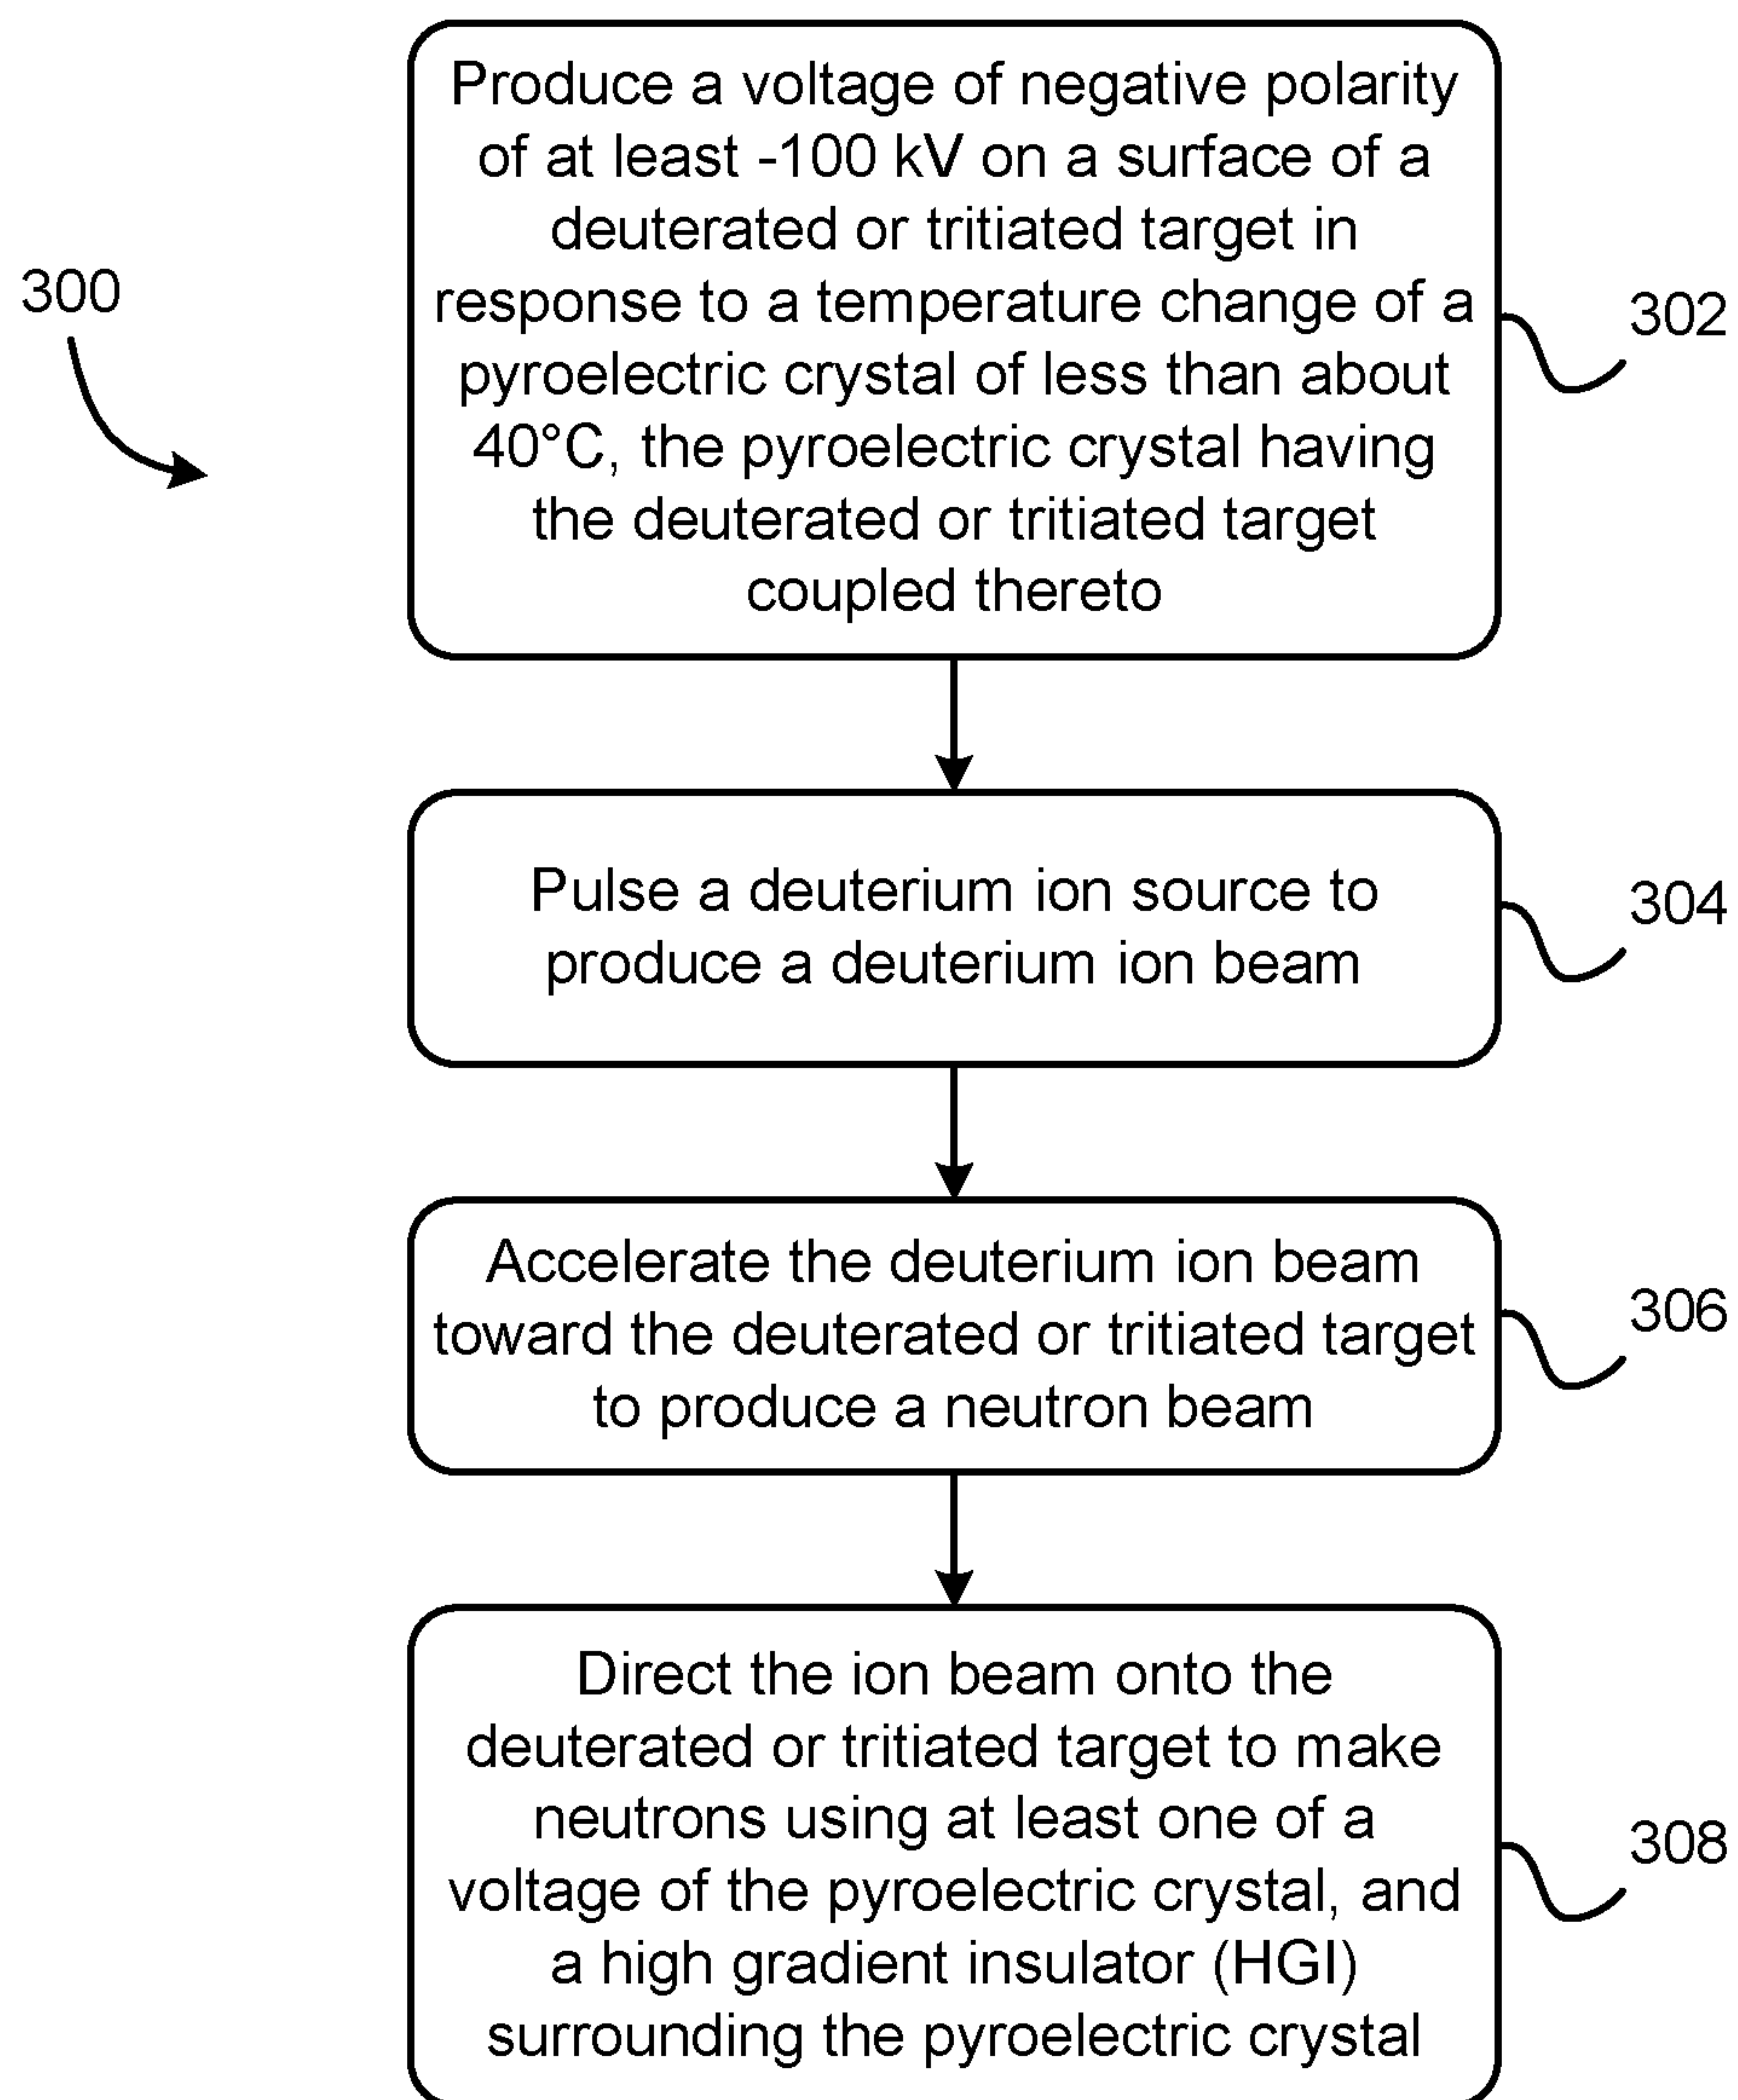 300
Produce a voltage of negative polarity
of at least -100 kV on a surface of a
deuterated or tritiated target in
response to a temperature change of a
pyroelectric crystal of less than about
40°C, the pyroelectric crystal having
the deuterated or tritiated target
coupled thereto
302
Pulse a deuterium ion source to
produce a deuterium ion beam
304
Accelerate the deuterium ion beam
toward the deuterated or tritiated target
to produce a neutron beam
306
Direct the ion beam onto the
deuterated or tritiated target to make
neutrons using at least one of a
voltage of the pyroelectric crystal, and
a high gradient insulator (HGI)
surrounding the pyroelectric crystal
308